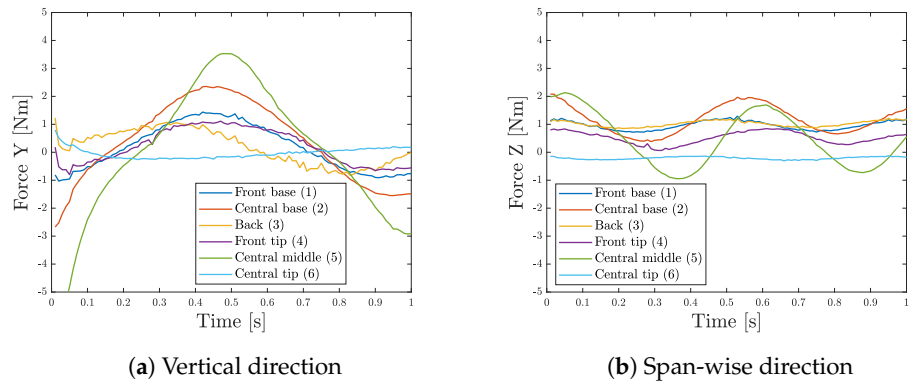 5
4
3
2
1
0
-1
-2
-3
-4
-5
Force Y [Nm]
Front base (1)
Central base (2)
Back (3)
Front tip (4)
Central middle (5)
Central tip (6)
0 0.1 0.2 0.3 0.4 0.5 0.6 0.7 0.8 0.9 1
Time [s]
(a) Vertical direction
5
4
3
2
1
0
-1
-2
-3
-4
-5
Force Z [Nm]
Front base (1)
Central base (2)
Back (3)
Front tip (4)
Central middle (5)
Central tip (6)
0 0.1 0.2 0.3 0.4 0.5 0.6 0.7 0.8 0.9 1
Time [s]
(b) Span-wise direction